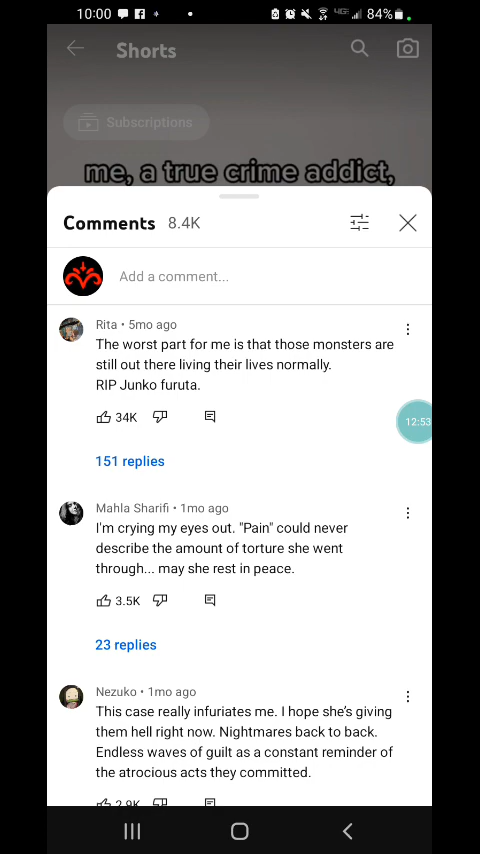 10:00
84%
Shorts
Subscriptions
me, a true crime addict,
Comments 8.4K
Add a comment...
Rita • 5mo ago
The worst part for me is that those monsters are
still out there living their lives normally.
RIP Junko furuta.
34K
12:53
151 replies
Mahla Sharifi • 1mo ago
I'm crying my eyes out. "Pain" could never
describe the amount of torture she went
through... may she rest in peace.
3.5K
23 replies
Nezuko • 1mo ago
This case really infuriates me. I hope she's giving
them hell right now. Nightmares back to back.
Endless waves of guilt as a constant reminder of
the atrocious acts they committed.
2.9K